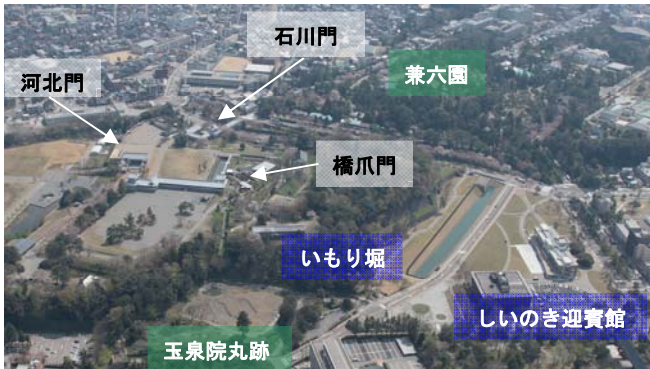 石川門
兼六園
河北門
橋爪門
いもり堀
しいのき迎賓館
玉泉院丸跡